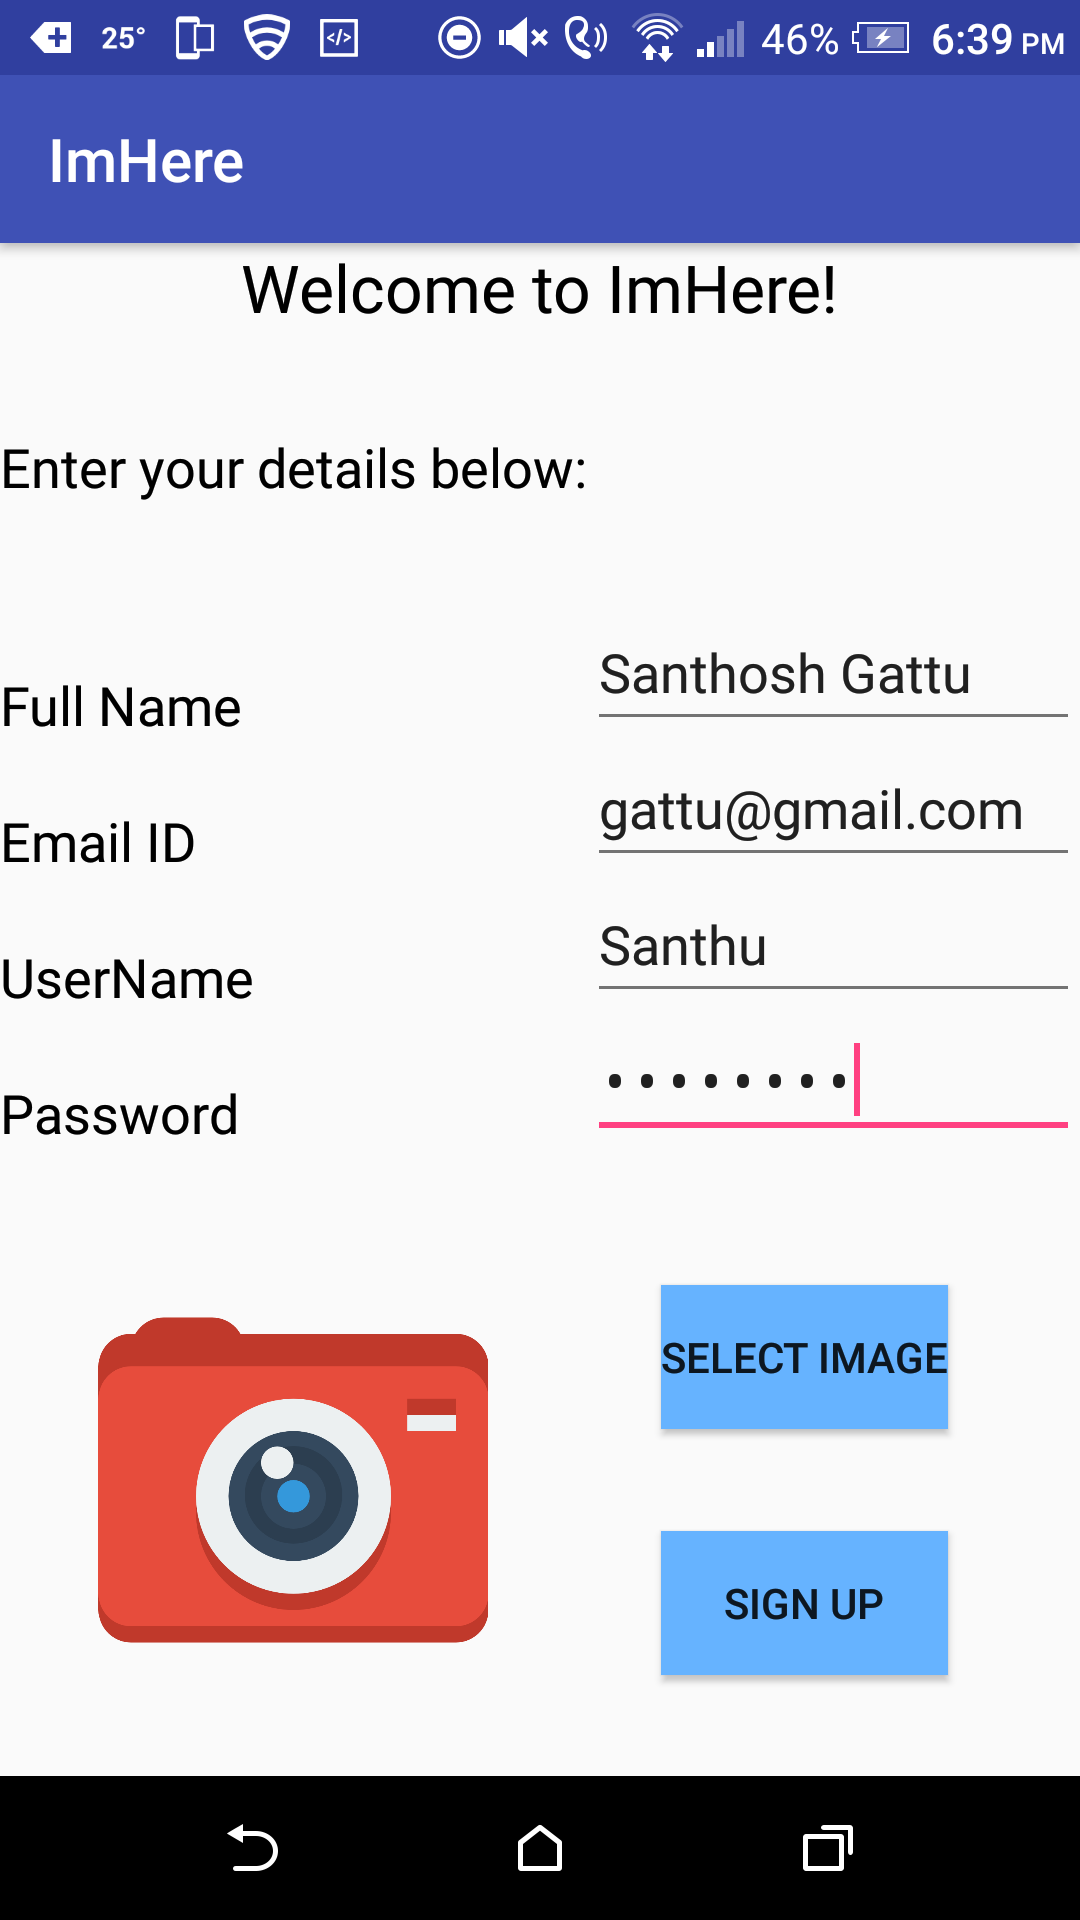 25° </> 46% 6:39 PM
ImHere
Welcome to ImHere!
Enter your details below:
Full Name Santhosh Gattu
Email ID gattu@gmail.com
UserName Santhu
Password ••••••••
SELECT IMAGE
SIGN UP